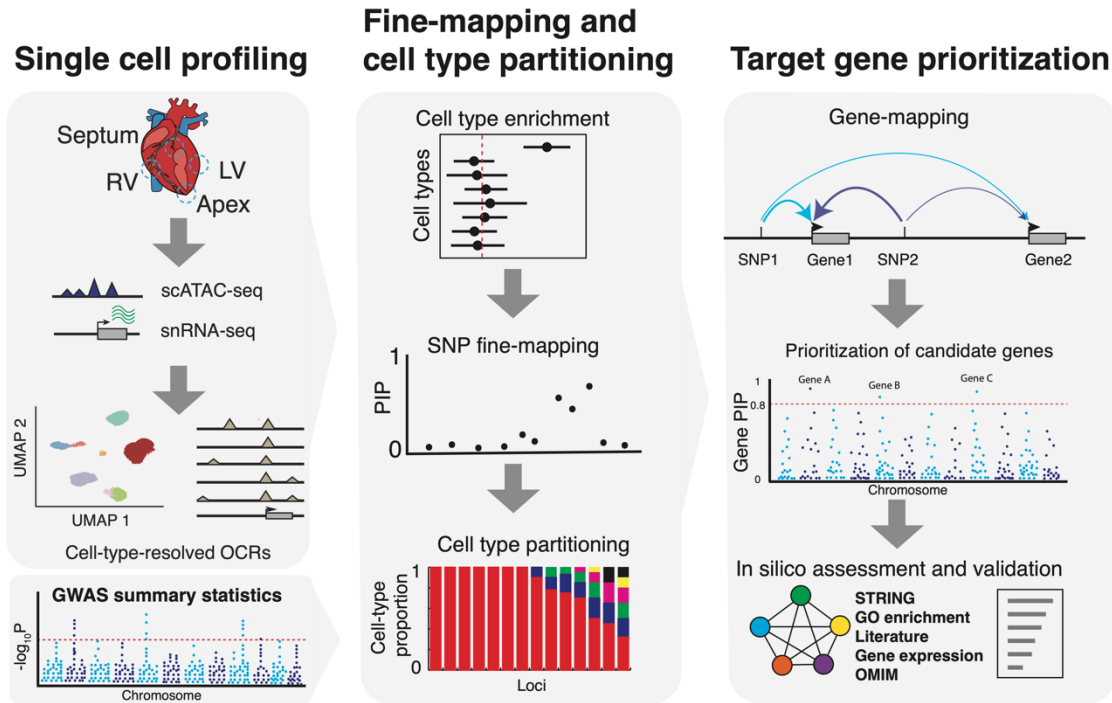 Single cell profiling
Septum
RV
LV
Apex
scATAC-seq
snRNA-seq
UMAP 2
UMAP 1
Cell-type-resolved OCRs
GWAS summary statistics
-log₁₀P
Chromosome
Fine-mapping and
cell type partitioning
Cell type enrichment
Cell types
SNP fine-mapping
1
PIP
0
Cell type partitioning
1
Cell-type
proportion
0
Loci
Target gene prioritization
Gene-mapping
SNP1
Gene1
SNP2
Gene2
Prioritization of candidate genes
Gene A
Gene B
Gene C
1
0.8
Gene PIP
0
Chromosome
In silico assessment and validation
STRING
GO enrichment
Literature
Gene expression
OMIM